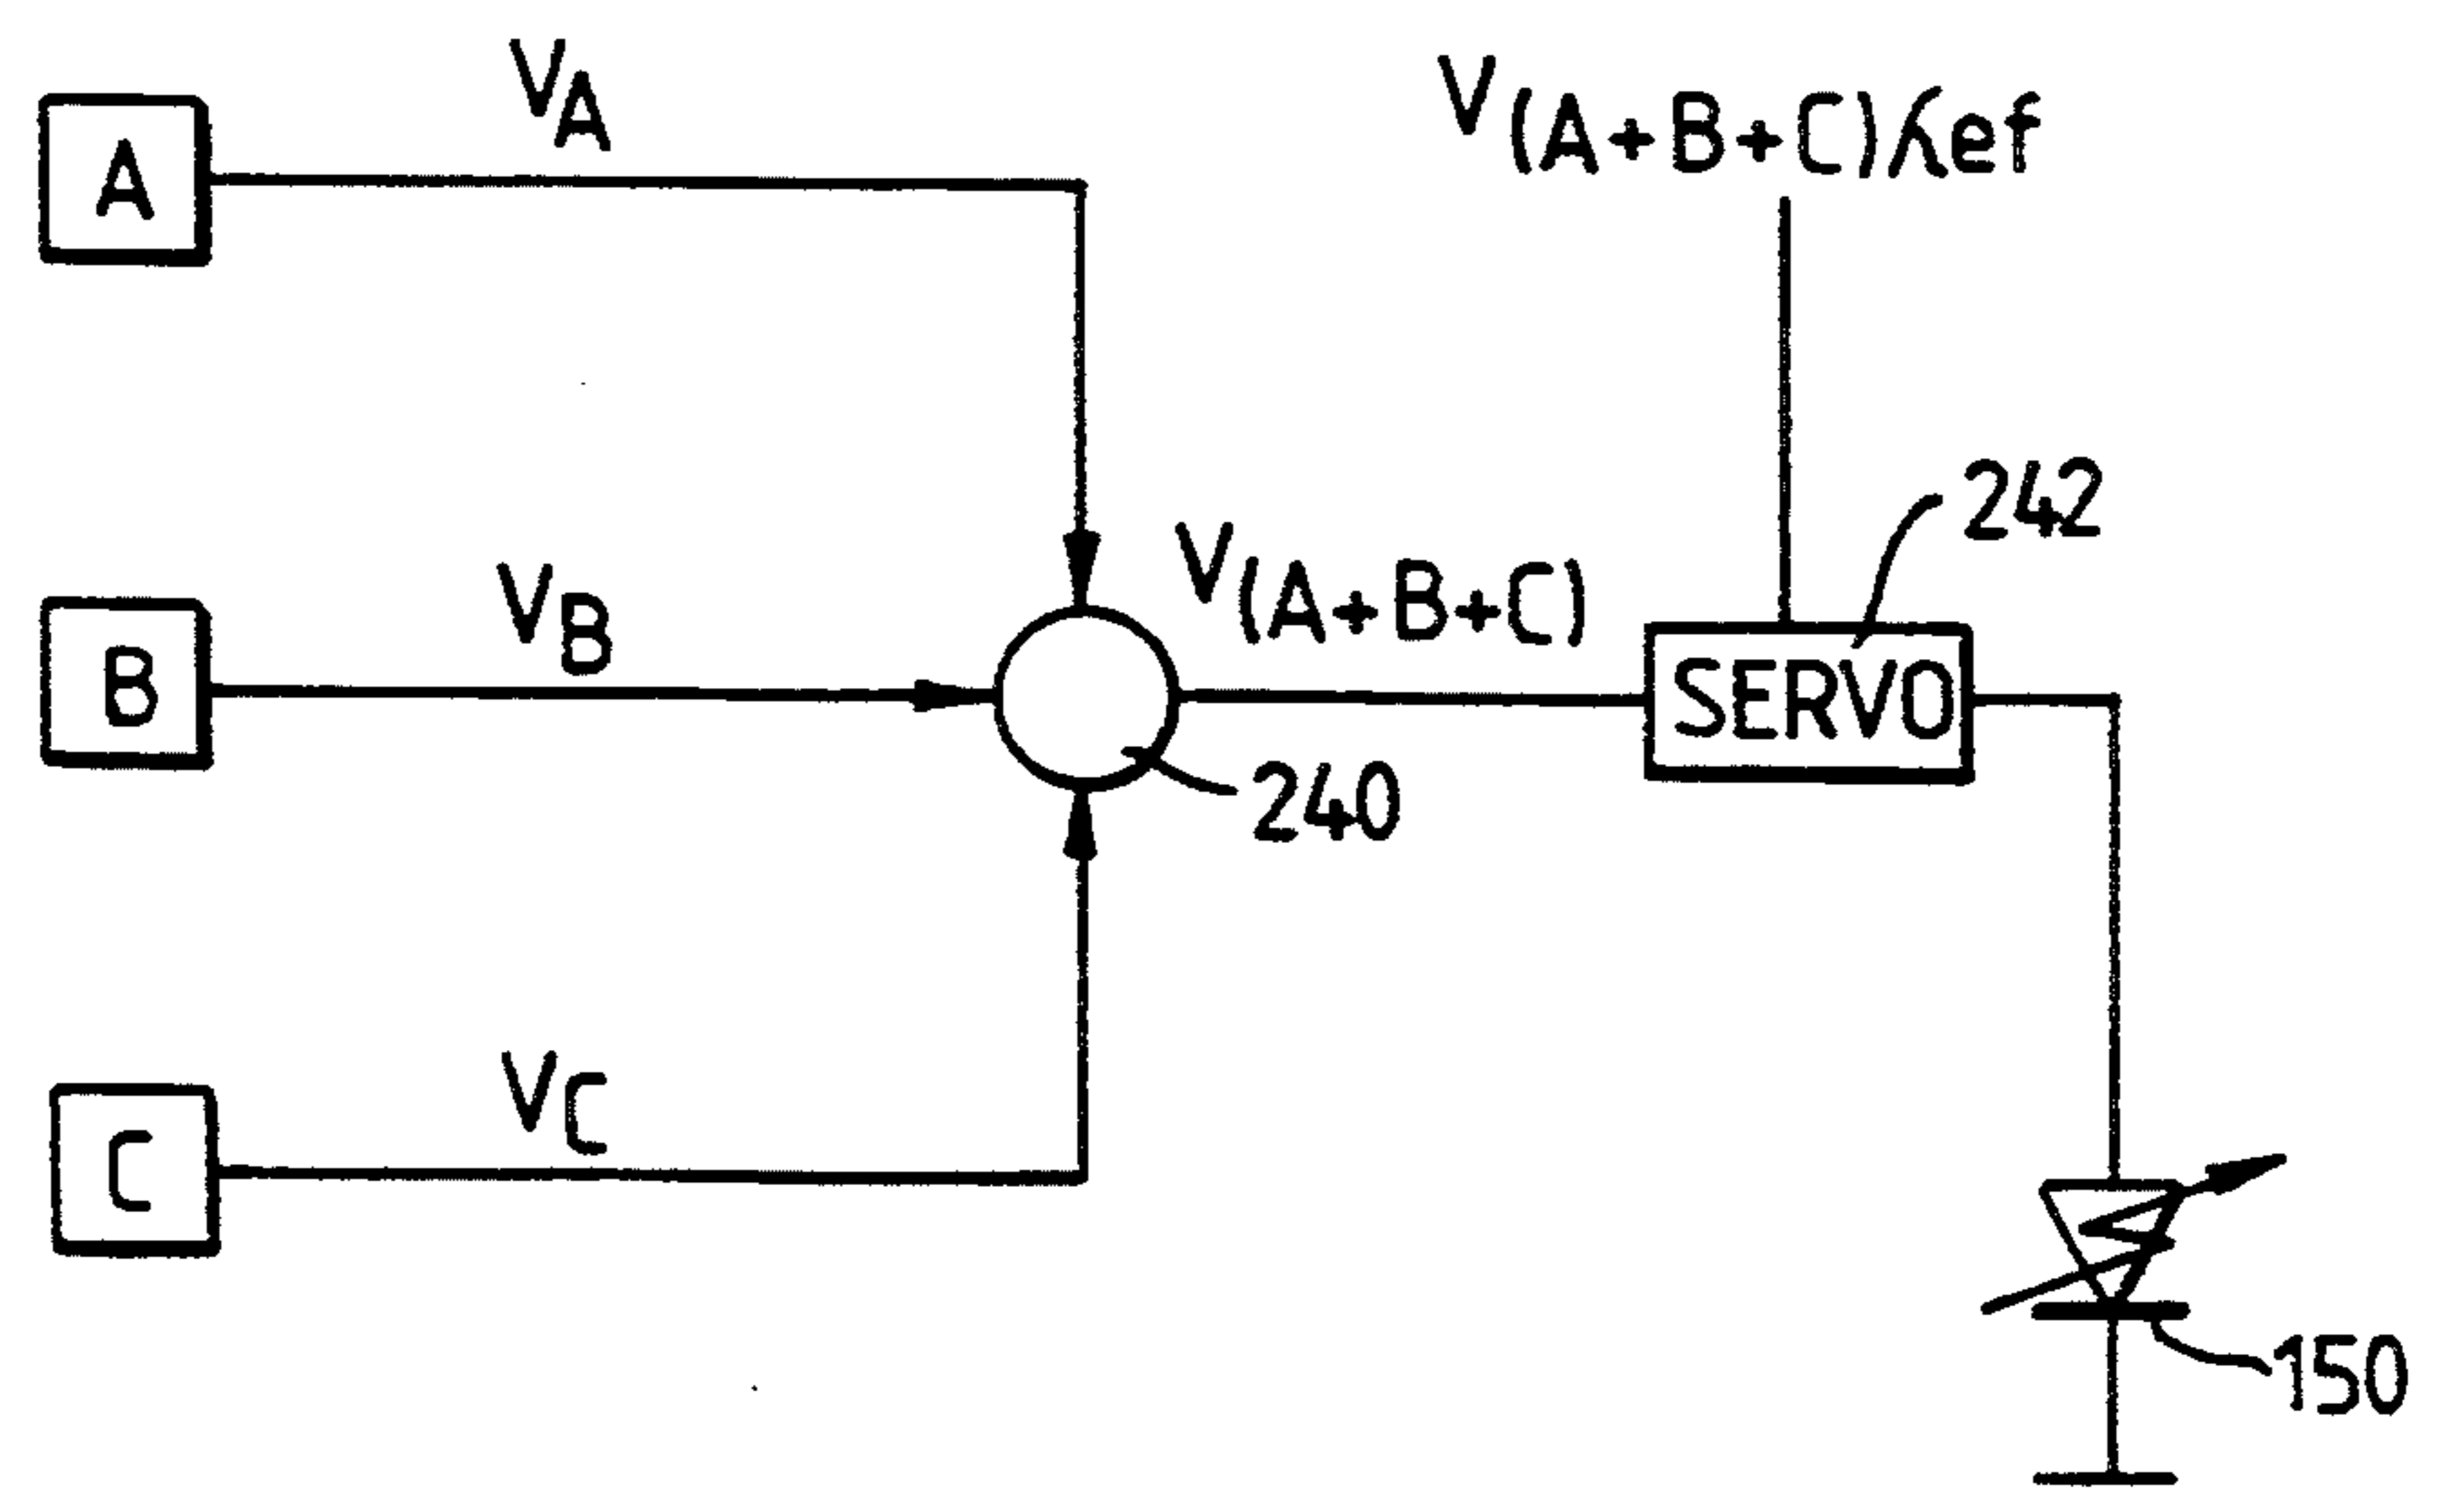 A
VA
V(A+B+C)ref
B
VB
V(A+B+C)
242
SERVO
240
C
VC
150